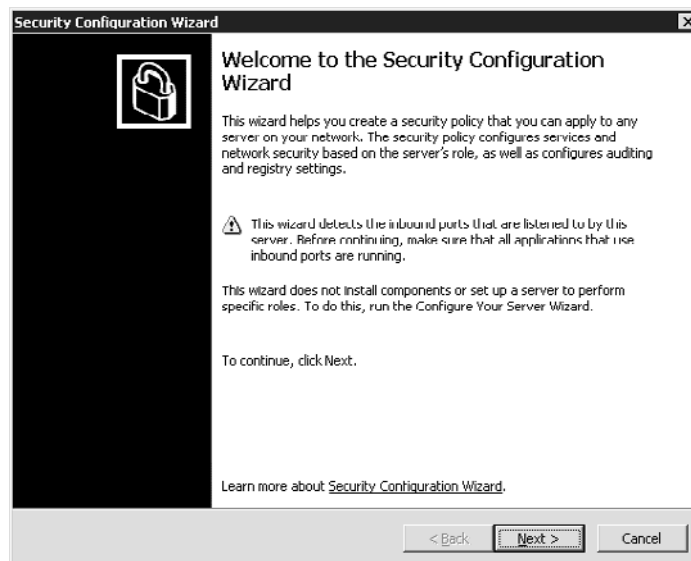 Security Configuration Wizard
Welcome to the Security Configuration
Wizard
This wizard helps you create a security policy that you can apply to any
server on your network. The security policy configures services and
network security based on the server's role, as well as configures auditing
and registry settings.
This wizard detects the inbound ports that are listened to by this
server. Before continuing, make sure that all applications that use
inbound ports are running.
This wizard does not install components or set up a server to perform
specific roles. To do this, run the Configure Your Server Wizard.
To continue, click Next.
Learn more about Security Configuration Wizard.
< Back
Next >
Cancel